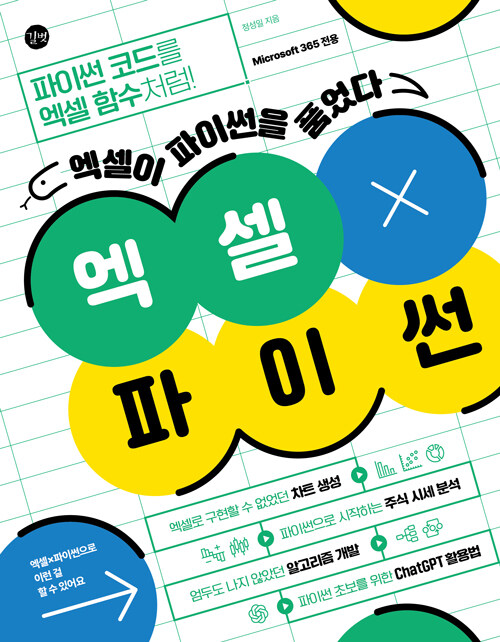 길벗
정성일 지음
Microsoft 365 전용
파이썬 코드를
엑셀 함수처럼!
엑셀이 파이썬을 품었다
엑셀×
파이썬
엑셀로 구현할 수 없었던 차트 생성
파이썬으로 시작하는 주식 시세 분석
엄두도 나지 않았던 알고리즘 개발
파이썬 초보를 위한 ChatGPT 활용법
엑셀×파이썬으로
이런 걸
할 수 있어요